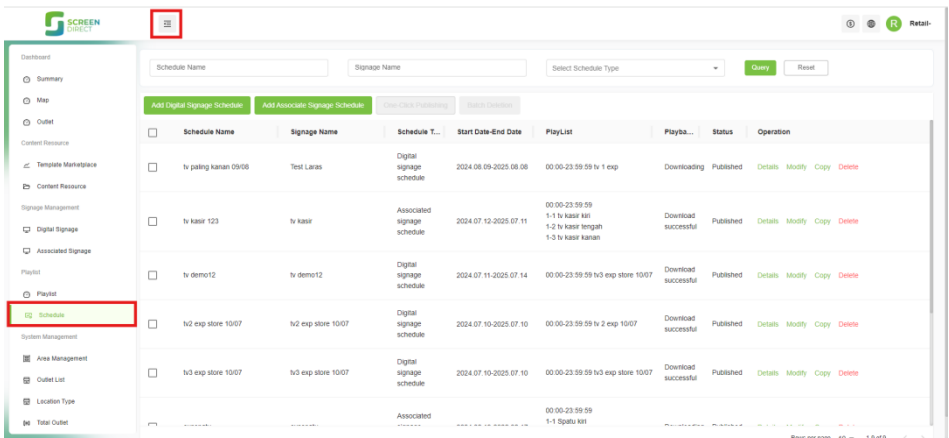 SCREEN
DIRECT
R Retail-
Dashboard
Summary
Map
Outlet
Content Resource
Template Marketplace
Content Resource
Signage Management
Digital Signage
Associated Signage
Playlist
Playlist
Schedule
System Management
Area Management
Outlet List
Location Type
Total Outlet
Schedule Name Signage Name Select Schedule Type Query Reset
Add Digital Signage Schedule Add Associate Signage Schedule One-Click Publishing Batch Deletion
Schedule Name Signage Name Schedule T... Start Date-End Date PlayList Playba... Status Operation
tv paling kanan 09/08 Test Laras Digital signage schedule 2024.08.09-2025.08.08 00:00-23:59:59 tv 1 exp Downloading Published Details Modify Copy Delete
tv kasir 123 tv kasir Associated signage schedule 2024.07.12-2025.07.11 00:00-23:59:59
1-1 tv kasir kiri
1-2 tv kasir tengah
1-3 tv kasir kanan
Download successful Published Details Modify Copy Delete
tv demo12 tv demo12 Digital signage schedule 2024.07.11-2025.07.14 00:00-23:59:59 tv3 exp store 10/07 Download successful Published Details Modify Copy Delete
tv2 exp store 10/07 tv2 exp store 10/07 Digital signage schedule 2024.07.10-2025.07.10 00:00-23:59:59 tv 2 exp 10/07 Download successful Published Details Modify Copy Delete
tv3 exp store 10/07 tv3 exp store 10/07 Digital signage schedule 2024.07.10-2025.07.10 00:00-23:59:59 tv3 exp store 10/07 Download successful Published Details Modify Copy Delete
Associated
00:00-23:59:59
1-1 Spatu kiri